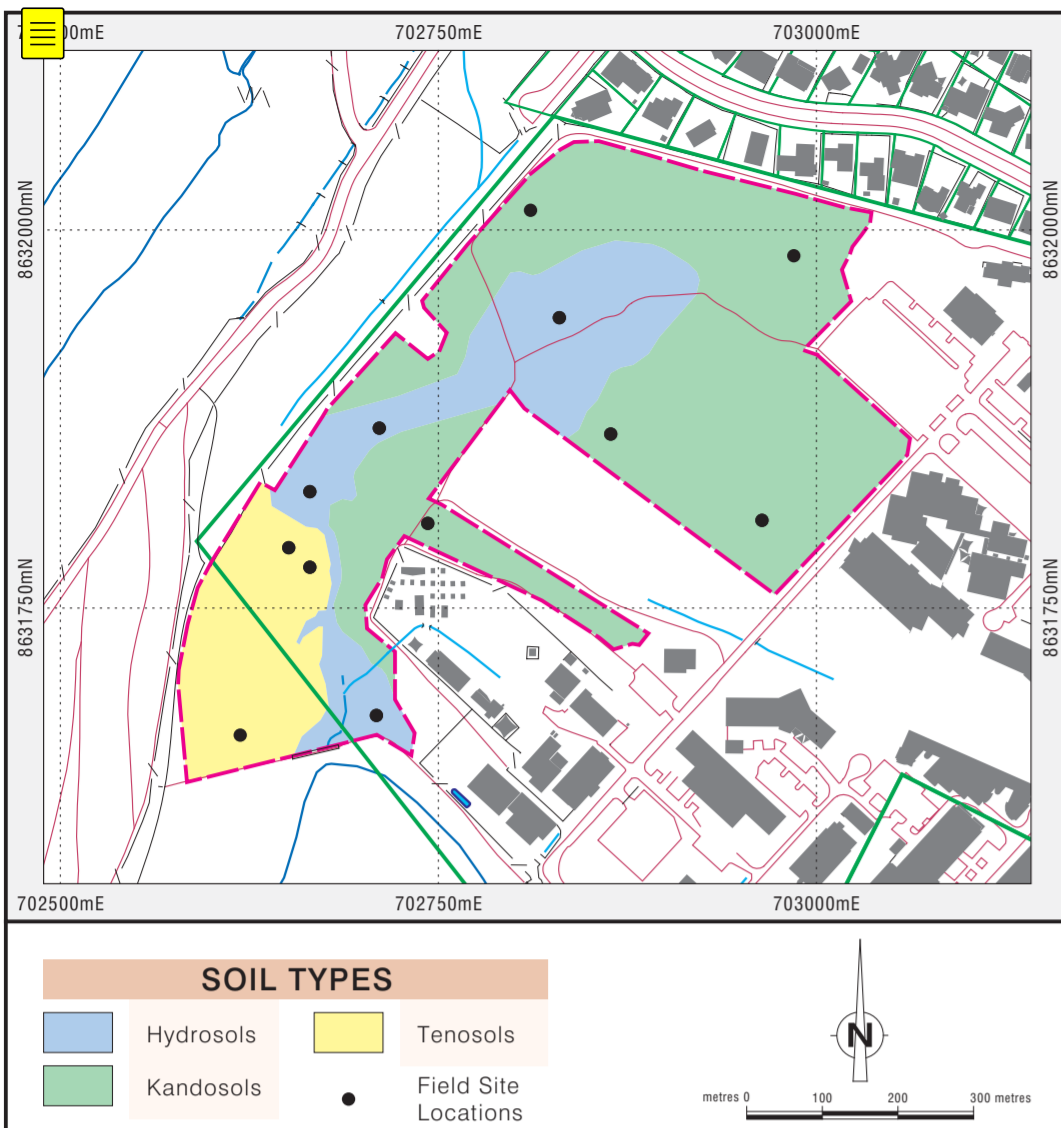 702750mE
703000mE
8632000mN
8632000mN
8631750mN
8631750mN
702500mE
702750mE
703000mE
SOIL TYPES
Hydrosols
Tenosols
Kandosols
Field Site
Locations
N
metres 0 100 200 300 metres